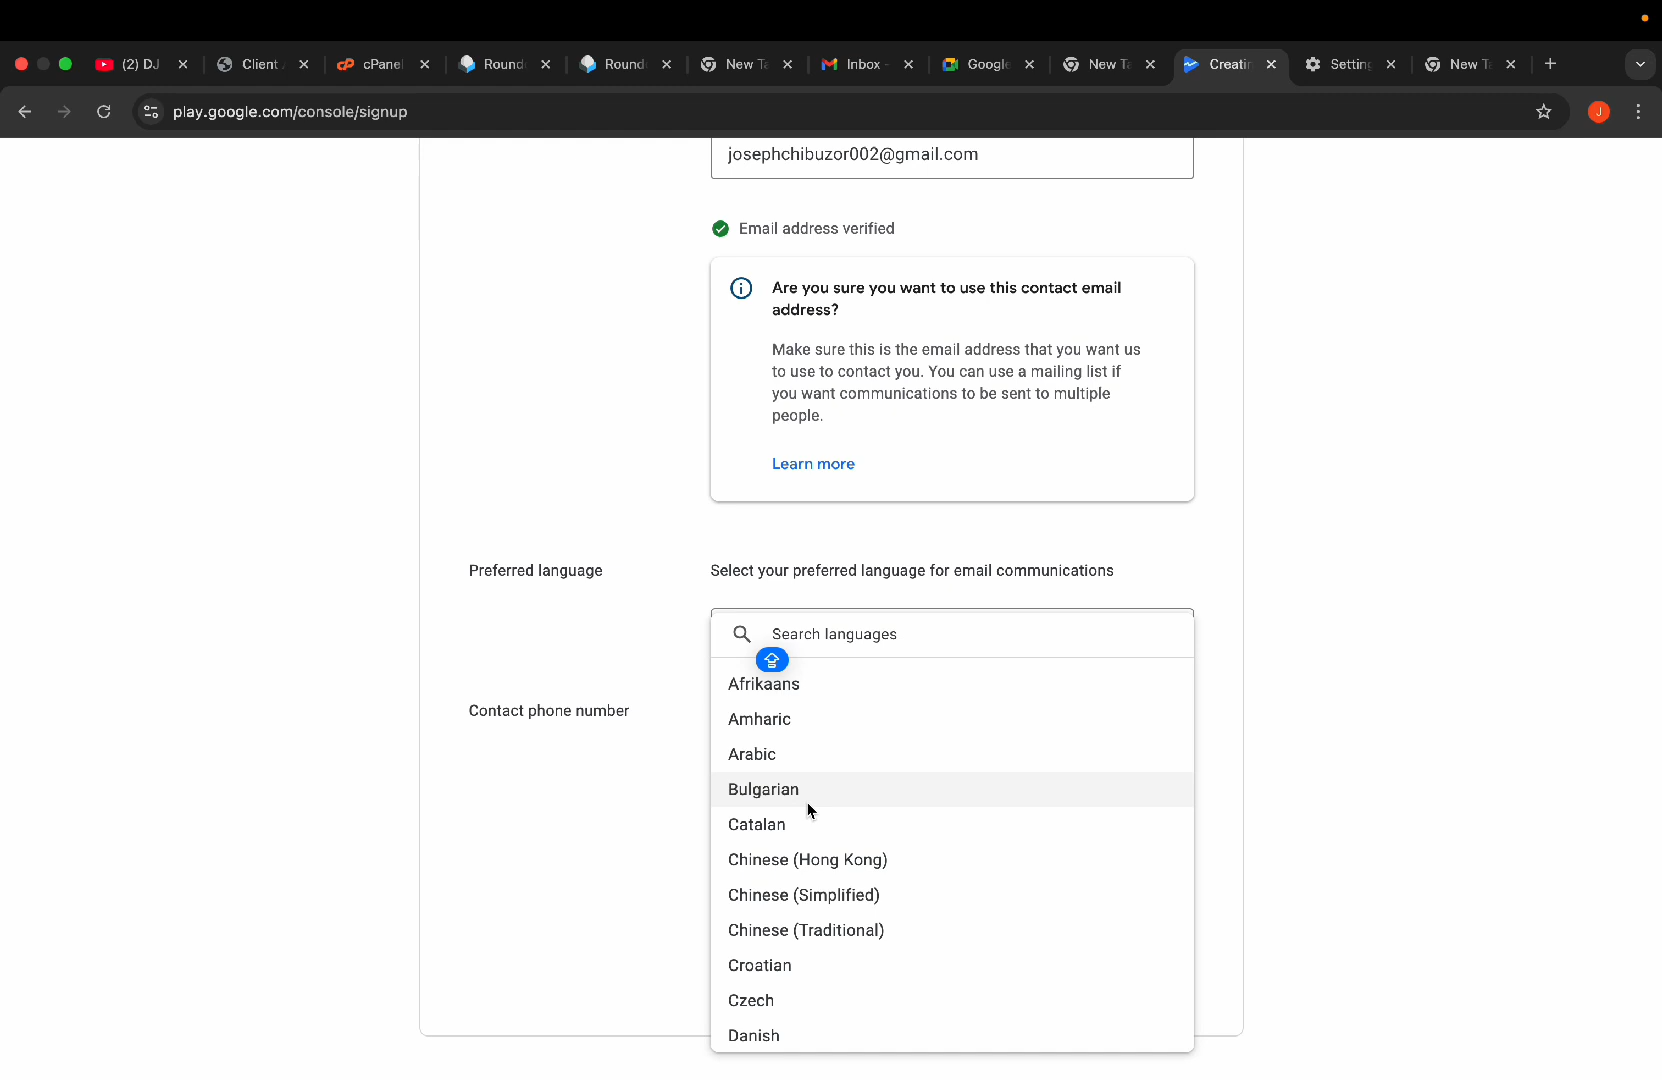 (2) DJ
Client
cPanel
Round
Round
New Ta
Inbox -
Google
New Ta
Creatin
Setting
New T
play.google.com/console/signup
J
josephchibuzor002@gmail.com
Email address verified
Are you sure you want to use this contact email
address?
Make sure this is the email address that you want us
to use to contact you. You can use a mailing list if
you want communications to be sent to multiple
people.
Learn more
Preferred language
Select your preferred language for email communications
Search languages
Afrikaans
Contact phone number
Amharic
Arabic
Bulgarian
Catalan
Chinese (Hong Kong)
Chinese (Simplified)
Chinese (Traditional)
Croatian
Czech
Danish